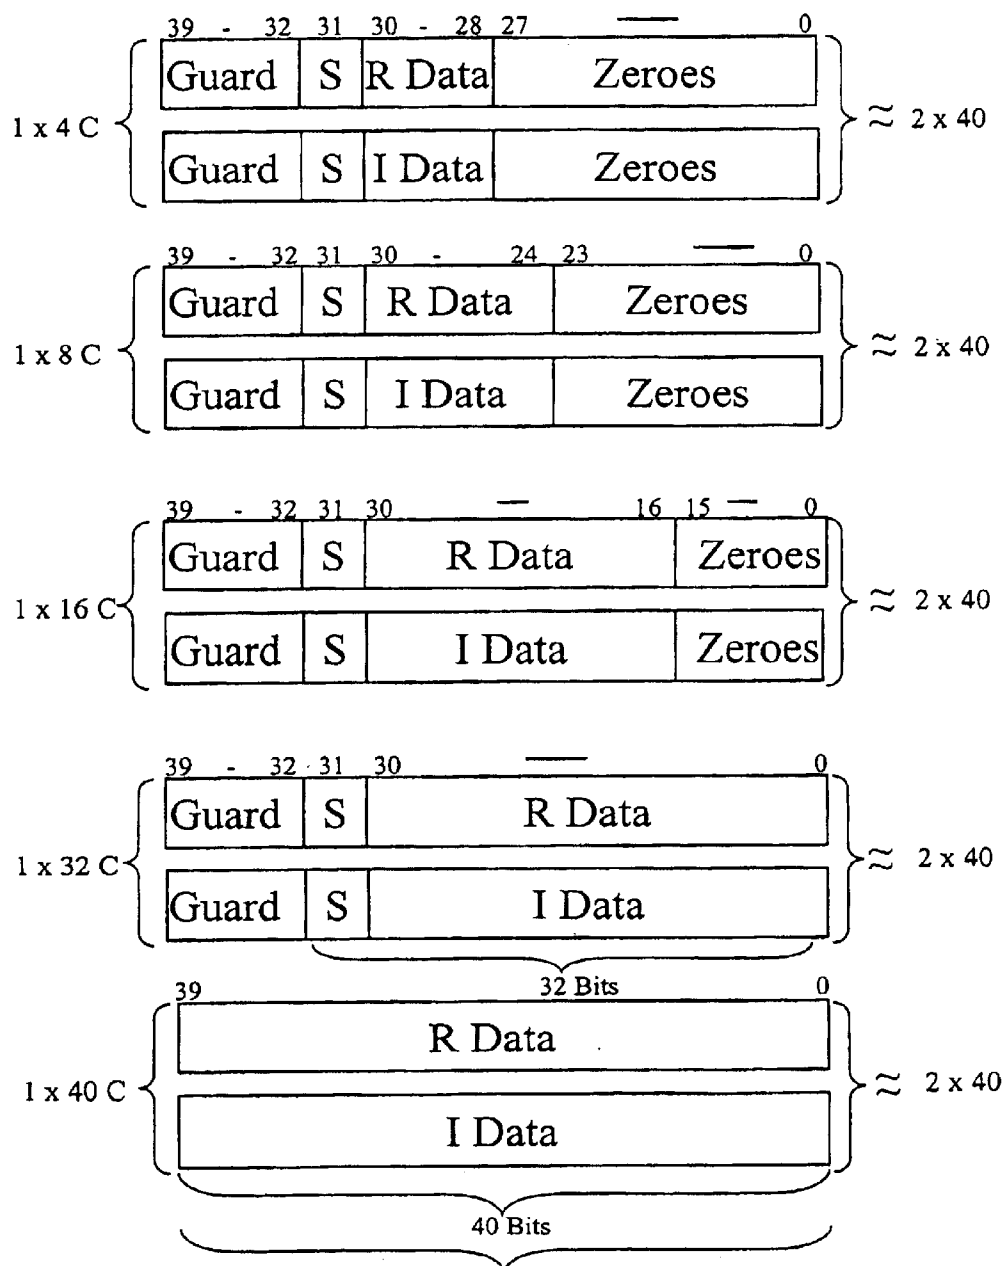 39 - 32 31 30 - 28 27 — 0
Guard S R Data Zeroes
1 x 4 C ≈ 2 x 40
Guard S I Data Zeroes
39 - 32 31 30 - 24 23 — 0
Guard S R Data Zeroes
1 x 8 C ≈ 2 x 40
Guard S I Data Zeroes
39 - 32 31 30 — 16 15 — 0
Guard S R Data Zeroes
1 x 16 C ≈ 2 x 40
Guard S I Data Zeroes
39 - 32 31 30 — 0
Guard S R Data
1 x 32 C ≈ 2 x 40
Guard S I Data
32 Bits
39 0
R Data
1 x 40 C ≈ 2 x 40
I Data
40 Bits